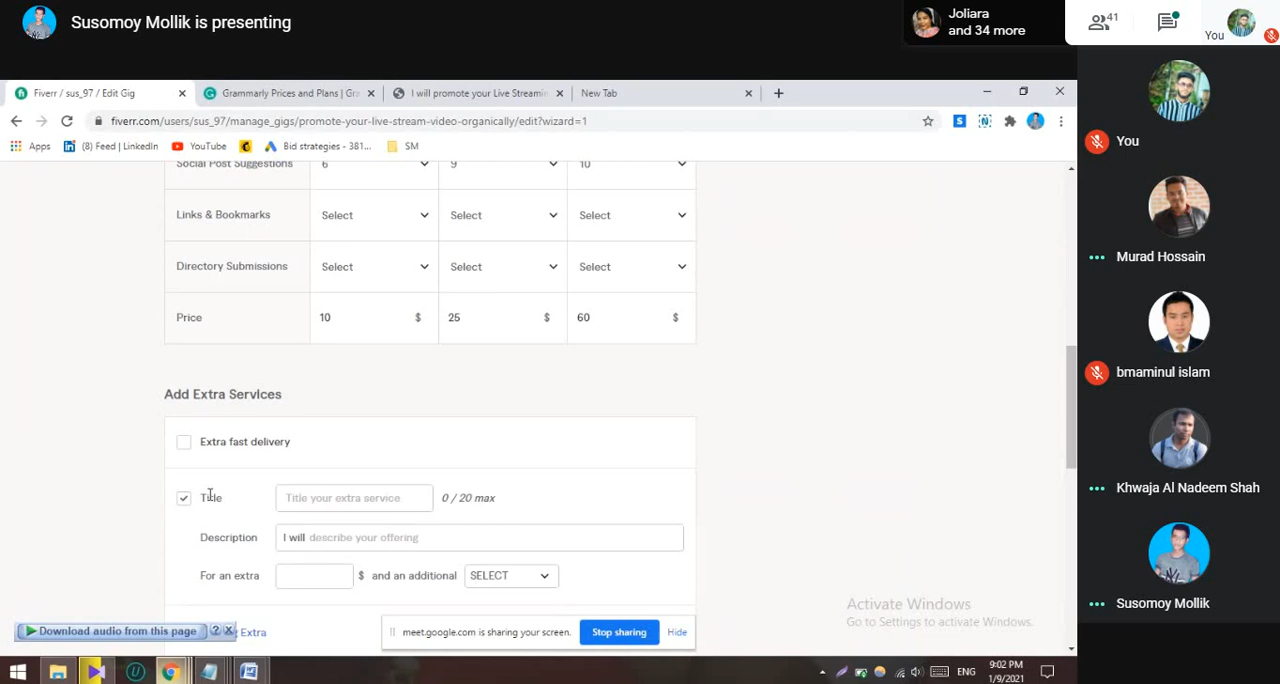 Susomoy Mollik is presenting
Joliara
and 34 more
41
You
Fiverr / sus_97 / Edit Gig
Grammarly Prices and Plans | Gra
I will promote your Live Streamin
New Tab
fiverr.com/users/sus_97/manage_gigs/promote-your-live-stream-video-organically/edit?wizard=1
Apps
(8) Feed | LinkedIn
YouTube
Bid strategies - 381...
SM
Social Post Suggestions 6 9 10
Links & Bookmarks Select Select Select
Directory Submissions Select Select Select
Price 10 $ 25 $ 60 $
Add Extra Services
Extra fast delivery
Title Title your extra service 0 / 20 max
Description I will describe your offering
For an extra $ and an additional SELECT
Download audio from this page ? Extra
meet.google.com is sharing your screen. Stop sharing Hide
Activate Windows
Go to Settings to activate Windows.
ENG
9:02 PM
1/9/2021
You
Murad Hossain
bmaminul islam
Khwaja Al Nadeem Shah
Susomoy Mollik